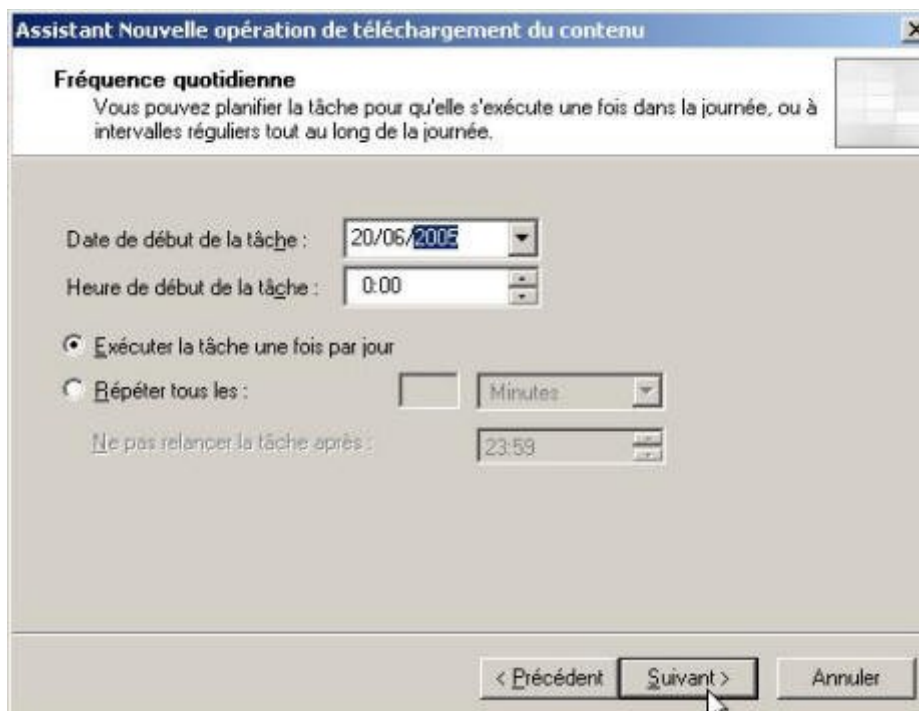 Assistant Nouvelle opération de téléchargement du contenu
Fréquence quotidienne
Vous pouvez planifier la tâche pour qu'elle s'exécute une fois dans la journée, ou à
intervalles réguliers tout au long de la journée.
Date de début de la tâche : 20/06/2005
Heure de début de la tâche : 0:00
Exécuter la tâche une fois par jour
Répéter tous les : Minutes
Ne pas relancer la tâche après : 23:59
< Précédent Suivant > Annuler